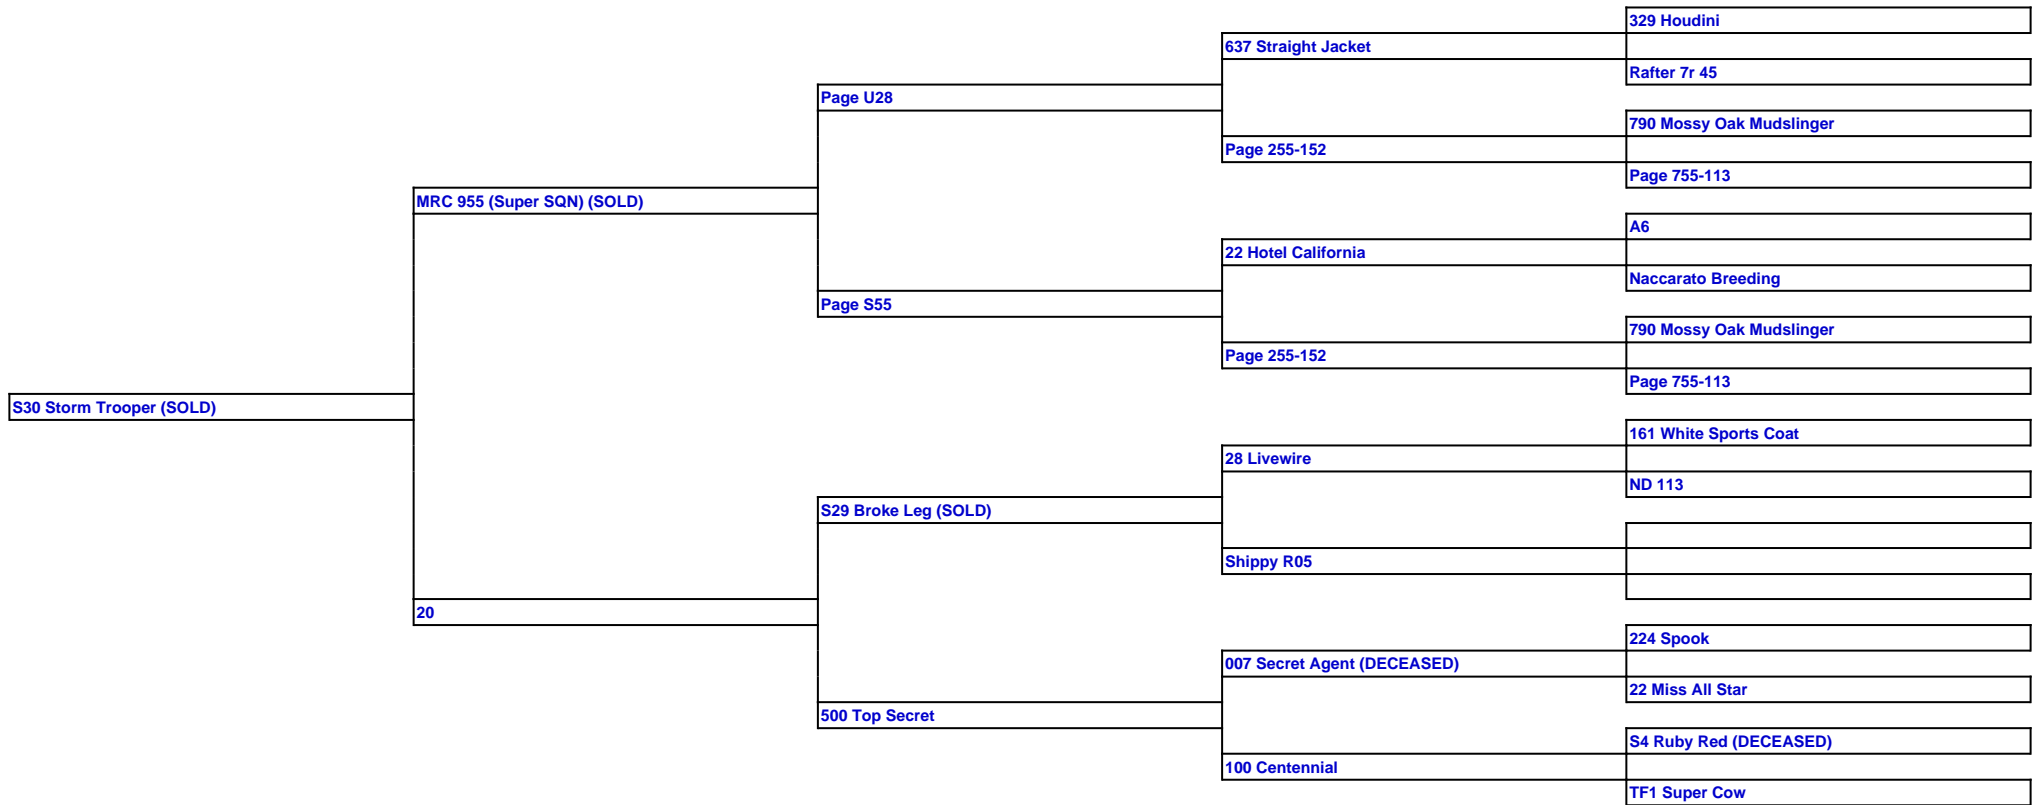 329 Houdini
637 Straight Jacket
Rafter 7r 45
Page U28
790 Mossy Oak Mudslinger
Page 255-152
Page 755-113
MRC 955 (Super SQN) (SOLD)
A6
22 Hotel California
Naccarato Breeding
Page S55
790 Mossy Oak Mudslinger
Page 255-152
Page 755-113
S30 Storm Trooper (SOLD)
161 White Sports Coat
28 Livewire
ND 113
S29 Broke Leg (SOLD)
Shippy R05
20
224 Spook
007 Secret Agent (DECEASED)
22 Miss All Star
500 Top Secret
S4 Ruby Red (DECEASED)
100 Centennial
TF1 Super Cow